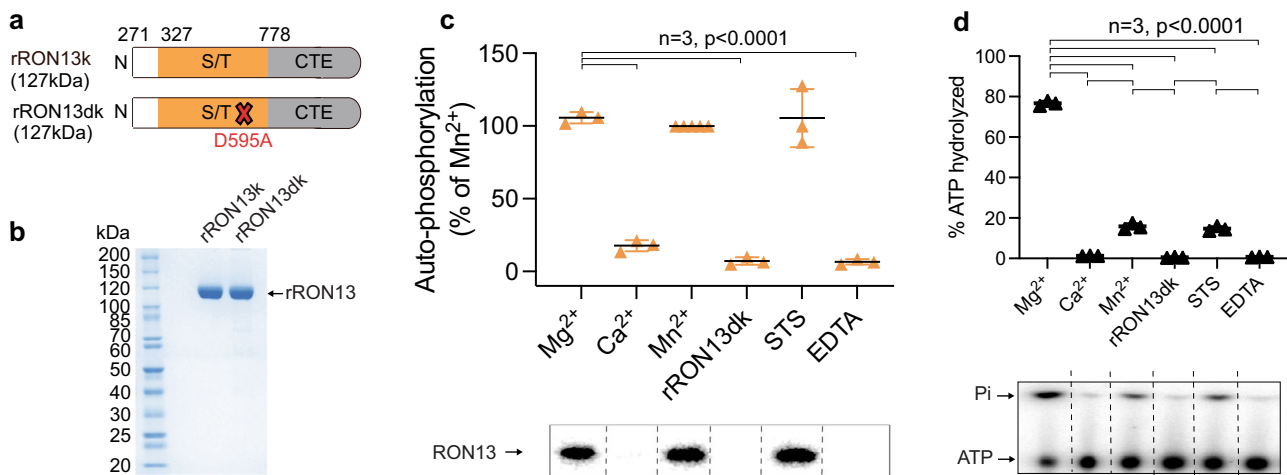 a
271 327 778
rRON13k
(127kDa)
N S/T CTE
rRON13dk
(127kDa)
N S/T CTE
D595A
b
rRON13k
rRON13dk
kDa
200
150
120
100
85
70
60
50
40
30
25
20
rRON13
c
n=3, p<0.0001
Auto-phosphorylation
(% of Mn²⁺)
150
100
50
0
Mg²⁺
Ca²⁺
Mn²⁺
rRON13dk
STS
EDTA
RON13
d
n=3, p<0.0001
% ATP hydrolyzed
100
80
60
40
20
0
Mg²⁺
Ca²⁺
Mn²⁺
rRON13dk
STS
EDTA
Pi
ATP